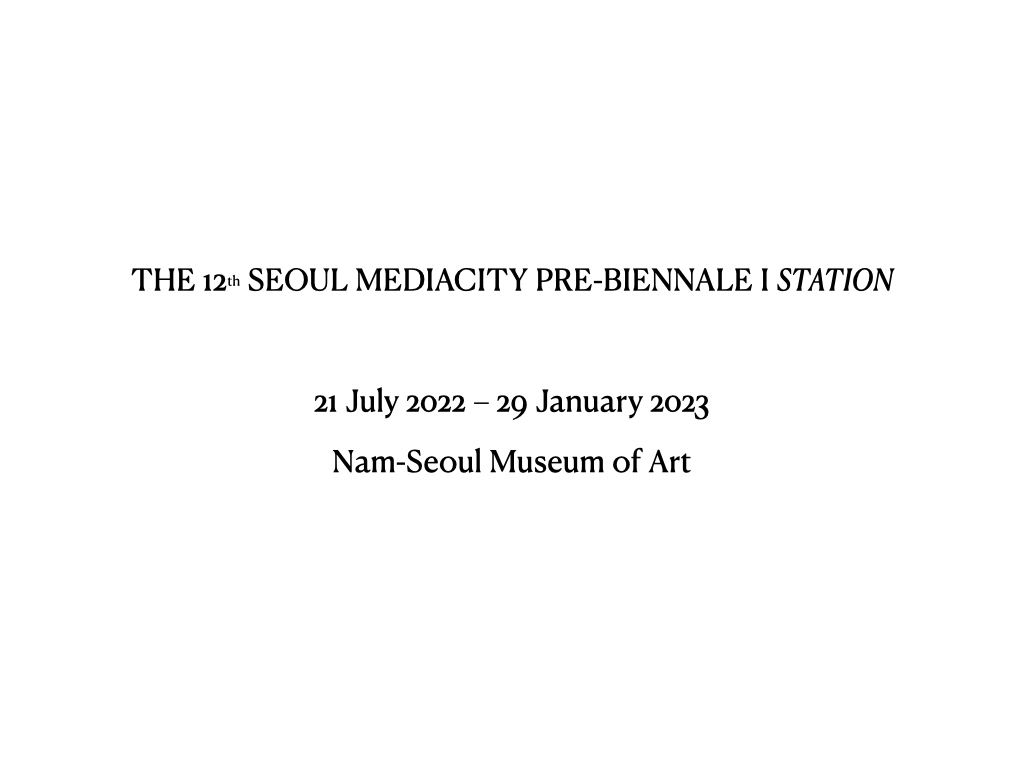 THE 12th SEOUL MEDIACITY PRE-BIENNALE I STATION
21 July 2022 – 29 January 2023
Nam-Seoul Museum of Art